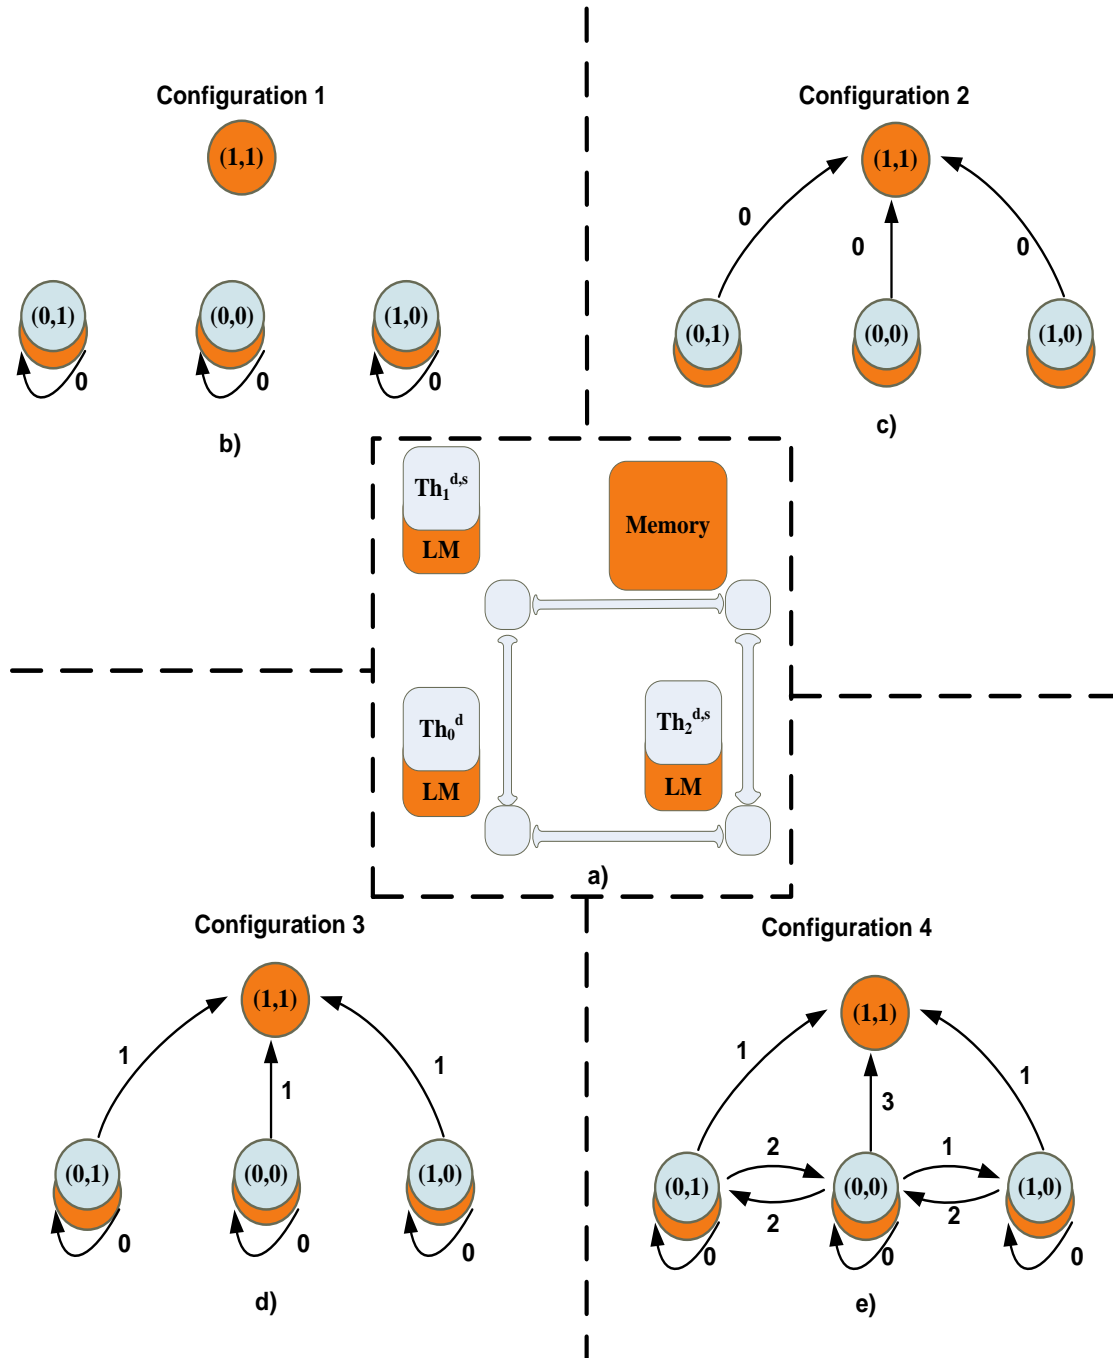 Configuration 1
(1,1)
(0,1) (0,0) (1,0)
0 0 0
b)
Configuration 2
(1,1)
0 0 0
(0,1) (0,0) (1,0)
c)
Th₁ᵈ,ˢ
LM
Memory
Th₀ᵈ
LM
Th₂ᵈ,ˢ
LM
a)
Configuration 3
(1,1)
1 1 1
(0,1) (0,0) (1,0)
0 0 0
d)
Configuration 4
(1,1)
1 3 1
2 1
(0,1) (0,0) (1,0)
2 2
0 0 0
e)